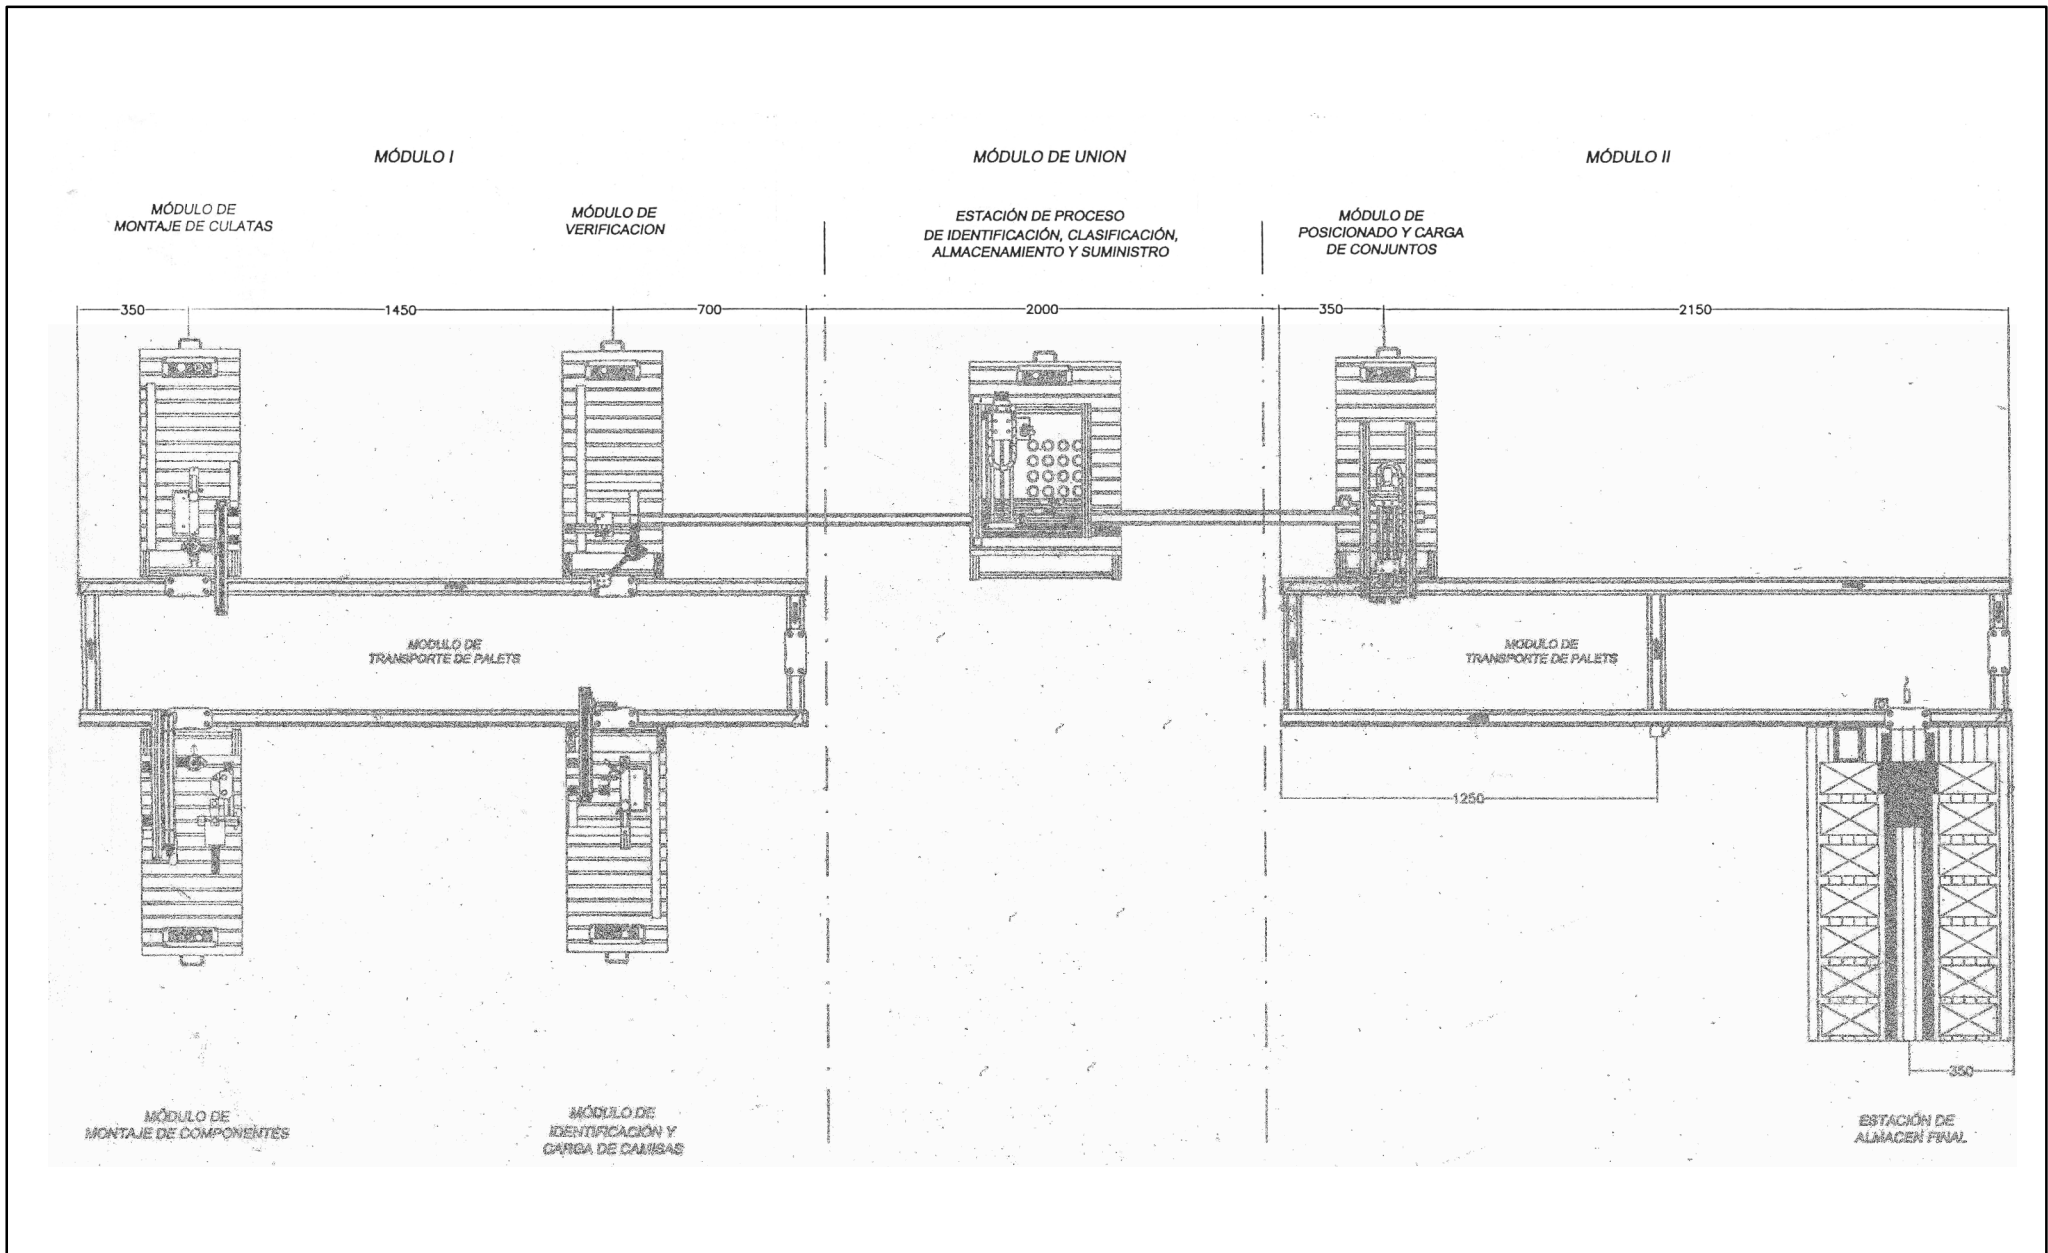 MÓDULO I
MÓDULO DE UNION
MÓDULO II
MÓDULO DE
MONTAJE DE CULATAS
MÓDULO DE
VERIFICACION
ESTACIÓN DE PROCESO
DE IDENTIFICACIÓN, CLASIFICACIÓN,
ALMACENAMIENTO Y SUMINISTRO
MÓDULO DE
POSICIONADO Y CARGA
DE CONJUNTOS
350
1450
700
2000
350
2150
MODULO DE
TRANSPORTE DE PALETS
MODULO DE
TRANSPORTE DE PALETS
1250
350
MÓDULO DE
MONTAJE DE COMPONENTES
MÓDULO DE
IDENTIFICACIÓN Y
CARGA DE CAMISAS
ESTACIÓN DE
ALMACEN FINAL